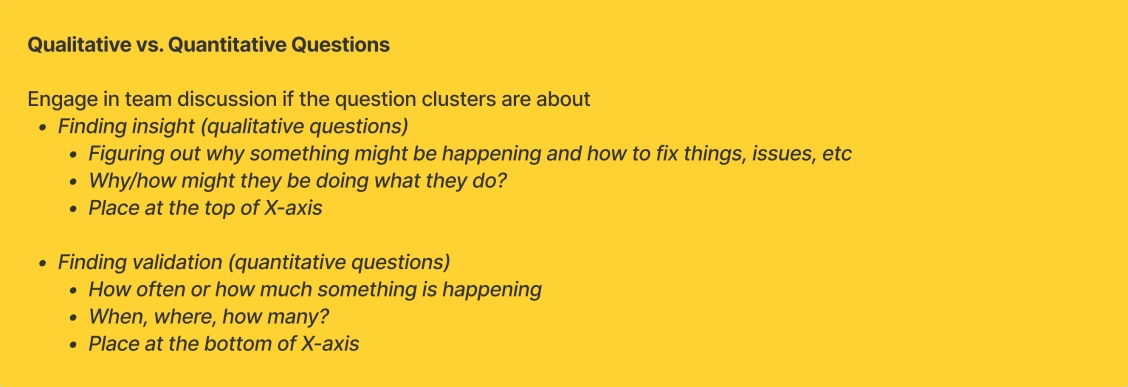 Qualitative vs. Quantitative Questions
Engage in team discussion if the question clusters are about
• Finding insight (qualitative questions)
• Figuring out why something might be happening and how to fix things, issues, etc
• Why/how might they be doing what they do?
• Place at the top of X-axis
• Finding validation (quantitative questions)
• How often or how much something is happening
• When, where, how many?
• Place at the bottom of X-axis